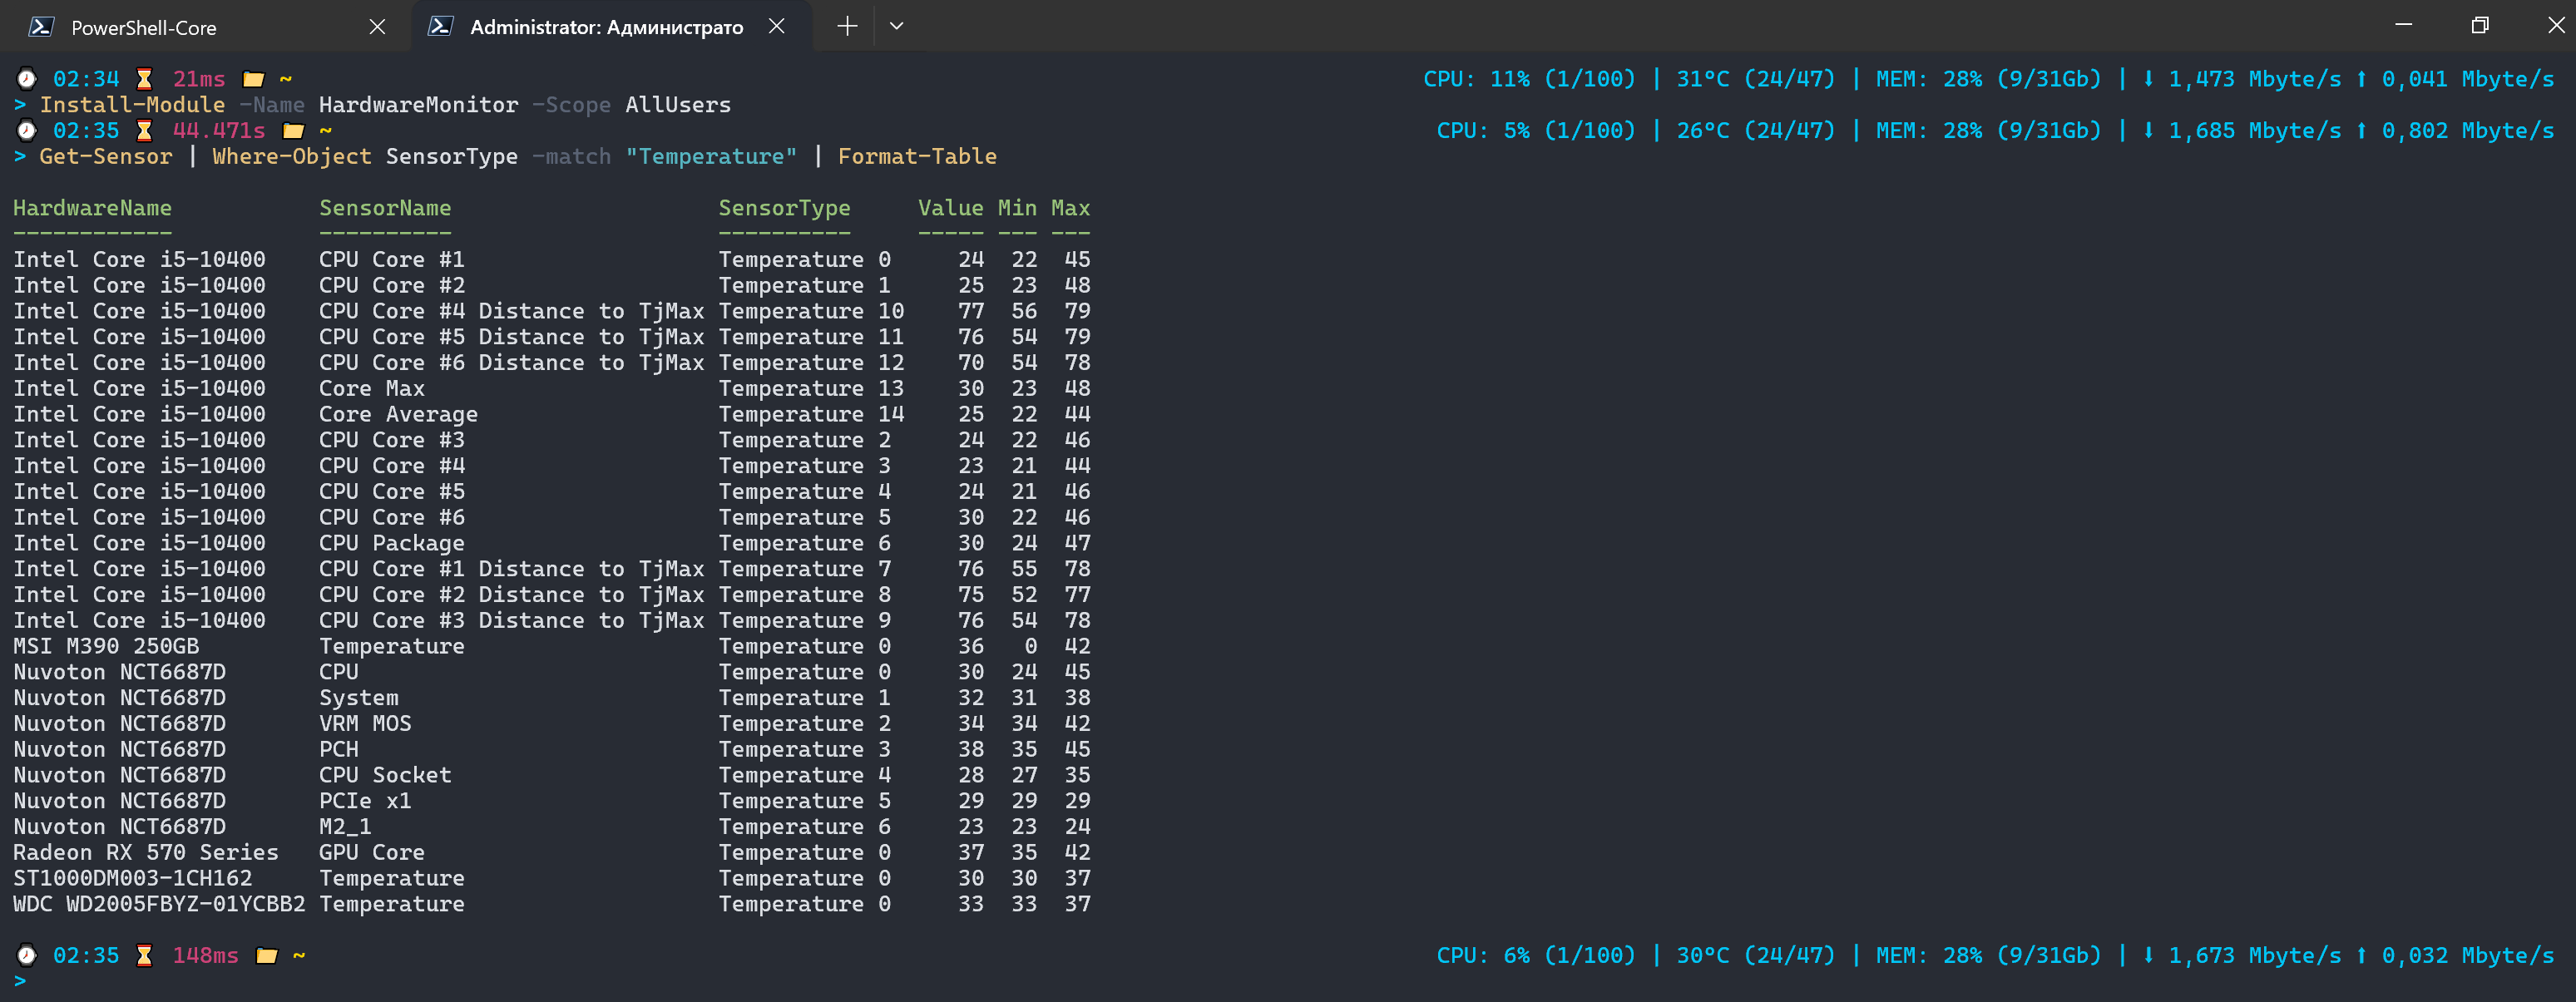 PowerShell-Core
Administrator: Администрато
02:34 21ms ~ CPU: 11% (1/100) | 31°C (24/47) | MEM: 28% (9/31Gb) | ⬇ 1,473 Mbyte/s ⬆ 0,041 Mbyte/s
> Install-Module -Name HardwareMonitor -Scope AllUsers
02:35 44.471s ~ CPU: 5% (1/100) | 26°C (24/47) | MEM: 28% (9/31Gb) | ⬇ 1,685 Mbyte/s ⬆ 0,802 Mbyte/s
> Get-Sensor | Where-Object SensorType -match "Temperature" | Format-Table
HardwareName SensorName SensorType Value Min Max
------------ ---------- ---------- ----- --- ---
Intel Core i5-10400 CPU Core #1 Temperature 0 24 22 45
Intel Core i5-10400 CPU Core #2 Temperature 1 25 23 48
Intel Core i5-10400 CPU Core #4 Distance to TjMax Temperature 10 77 56 79
Intel Core i5-10400 CPU Core #5 Distance to TjMax Temperature 11 76 54 79
Intel Core i5-10400 CPU Core #6 Distance to TjMax Temperature 12 70 54 78
Intel Core i5-10400 Core Max Temperature 13 30 23 48
Intel Core i5-10400 Core Average Temperature 14 25 22 44
Intel Core i5-10400 CPU Core #3 Temperature 2 24 22 46
Intel Core i5-10400 CPU Core #4 Temperature 3 23 21 44
Intel Core i5-10400 CPU Core #5 Temperature 4 24 21 46
Intel Core i5-10400 CPU Core #6 Temperature 5 30 22 46
Intel Core i5-10400 CPU Package Temperature 6 30 24 47
Intel Core i5-10400 CPU Core #1 Distance to TjMax Temperature 7 76 55 78
Intel Core i5-10400 CPU Core #2 Distance to TjMax Temperature 8 75 52 77
Intel Core i5-10400 CPU Core #3 Distance to TjMax Temperature 9 76 54 78
MSI M390 250GB Temperature Temperature 0 36 0 42
Nuvoton NCT6687D CPU Temperature 0 30 24 45
Nuvoton NCT6687D System Temperature 1 32 31 38
Nuvoton NCT6687D VRM MOS Temperature 2 34 34 42
Nuvoton NCT6687D PCH Temperature 3 38 35 45
Nuvoton NCT6687D CPU Socket Temperature 4 28 27 35
Nuvoton NCT6687D PCIe x1 Temperature 5 29 29 29
Nuvoton NCT6687D M2_1 Temperature 6 23 23 24
Radeon RX 570 Series GPU Core Temperature 0 37 35 42
ST1000DM003-1CH162 Temperature Temperature 0 30 30 37
WDC WD2005FBYZ-01YCBB2 Temperature Temperature 0 33 33 37
02:35 148ms ~ CPU: 6% (1/100) | 30°C (24/47) | MEM: 28% (9/31Gb) | ⬇ 1,673 Mbyte/s ⬆ 0,032 Mbyte/s
>